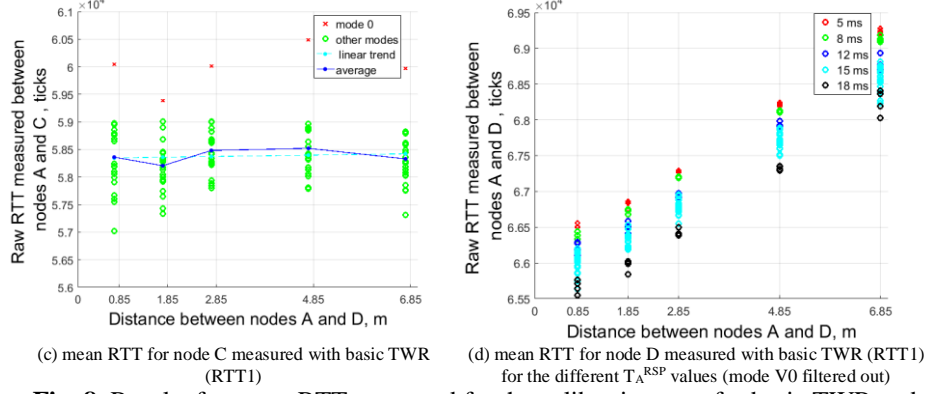 ×10⁴
6.1
6.05
6
5.95
5.9
5.85
5.8
5.75
5.7
5.65
5.6
Raw RTT measured between
nodes A and C , ticks
mode 0
other modes
linear trend
average
0 0.85 1.85 2.85 4.85 6.85
Distance between nodes A and D, m
(c) mean RTT for node C measured with basic TWR
(RTT1)
×10⁴
6.95
6.9
6.85
6.8
6.75
6.7
6.65
6.6
6.55
Raw RTT measured between
nodes A and D , ticks
5 ms
8 ms
12 ms
15 ms
18 ms
0 0.85 1.85 2.85 4.85 6.85
Distance between nodes A and D, m
(d) mean RTT for node D measured with basic TWR (RTT1)
for the different T_A^RSP values (mode V0 filtered out)